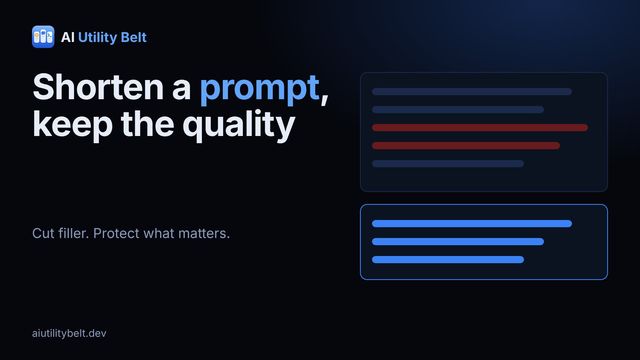 AI Utility Belt
Shorten a prompt,
keep the quality
Cut filler. Protect what matters.
aiutilitybelt.dev